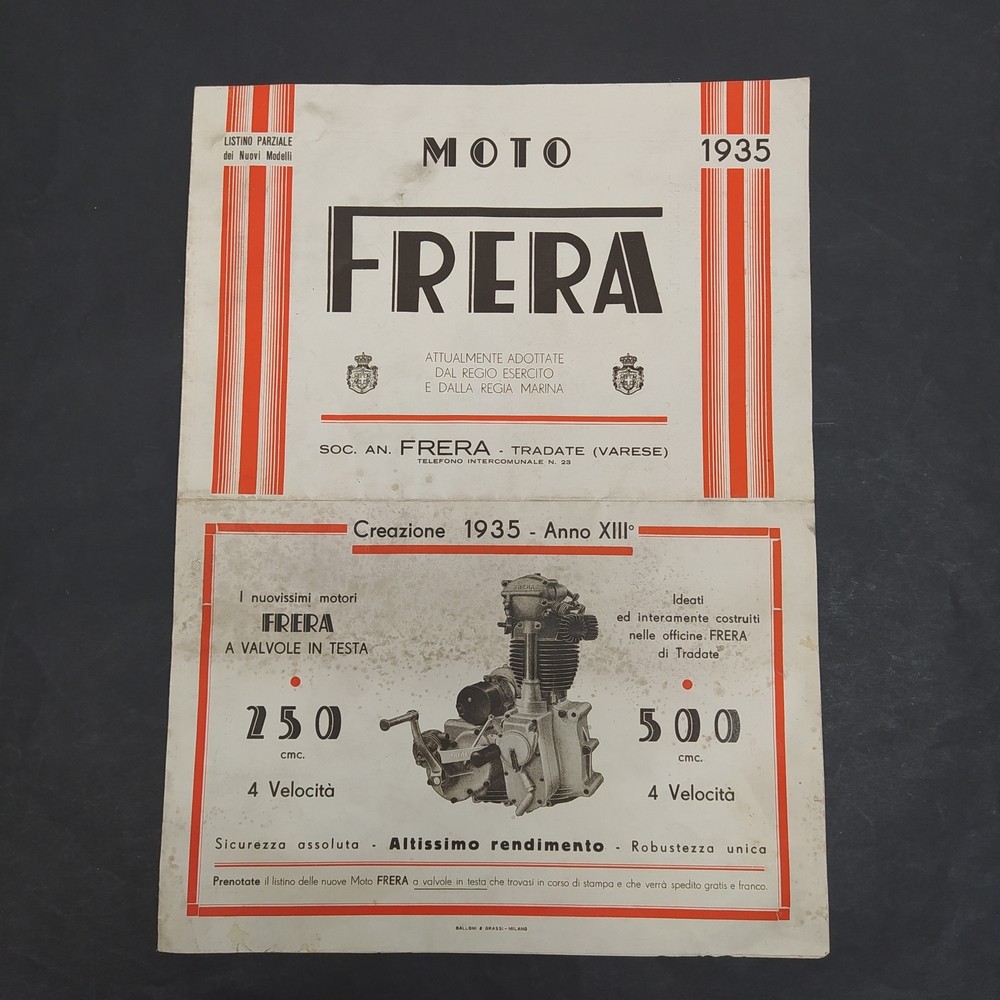 LISTINO PARZIALE
dei Nuovi Modelli
MOTO
1935
FRERA
ATTUALMENTE ADOTTATE
DAL REGIO ESERCITO
E DALLA REGIA MARINA
SOC. AN. FRERA - TRADATE (VARESE)
TELEFONO INTERCOMUNALE N. 23
Creazione 1935 - Anno XIII°
I nuovissimi motori
FRERA
A VALVOLE IN TESTA
250
cmc.
4 Velocità
Ideati
ed interamente costruiti
nelle officine FRERA
di Tradate
500
cmc.
4 Velocità
Sicurezza assoluta - Altissimo rendimento - Robustezza unica
Prenotate il listino delle nuove Moto FRERA a valvole in testa che trovasi in corso di stampa e che verrà spedito gratis e franco.
BALLONI & GRASSI - MILANO